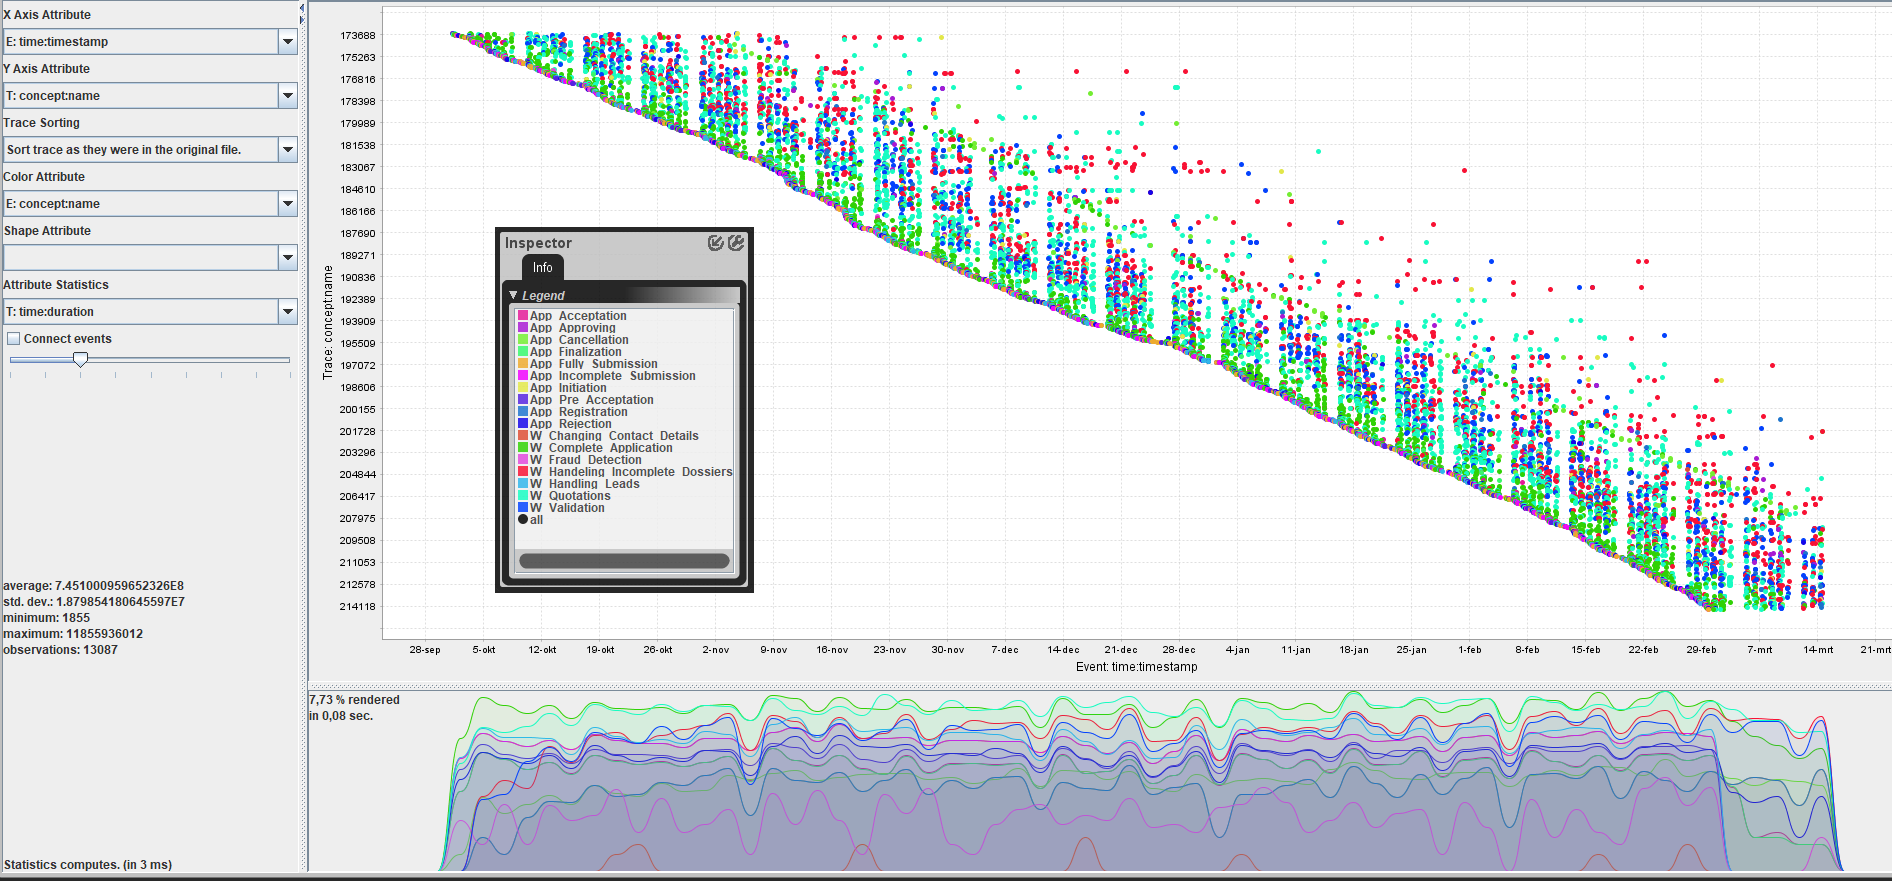 X Axis Attribute
E: time:timestamp
Y Axis Attribute
T: concept:name
Trace Sorting
Sort trace as they were in the original file.
Color Attribute
E: concept:name
Shape Attribute
Attribute Statistics
T: time:duration
Connect events
average: 7.451000959652326E8
std. dev.: 1.879854180645597E7
minimum: 1855
maximum: 11855936012
observations: 13087
Statistics computes. (in 3 ms)
Trace: concept:name
173688
175263
176816
178398
179989
181538
183067
184610
186166
187690
189271
190836
192389
193909
195509
197072
198606
200155
201728
203296
204844
206417
207975
209508
211053
212578
214118
Inspector
Info
Legend
App Acceptation
App Approving
App Cancellation
App Finalization
App Fully Submission
App Incomplete Submission
App Initiation
App Pre Acceptation
App Registration
App Rejection
W Changing Contact Details
W Complete Application
W Fraud Detection
W Handeling Incomplete Dossiers
W Handling Leads
W Quotations
W Validation
all
28-sep 5-okt 12-okt 19-okt 26-okt 2-nov 9-nov 16-nov 23-nov 30-nov 7-dec 14-dec 21-dec 28-dec 4-jan 11-jan 18-jan 25-jan 1-feb 8-feb 15-feb 22-feb 29-feb 7-mrt 14-mrt 21-mrt
Event: time:timestamp
7,73 % rendered
in 0,08 sec.